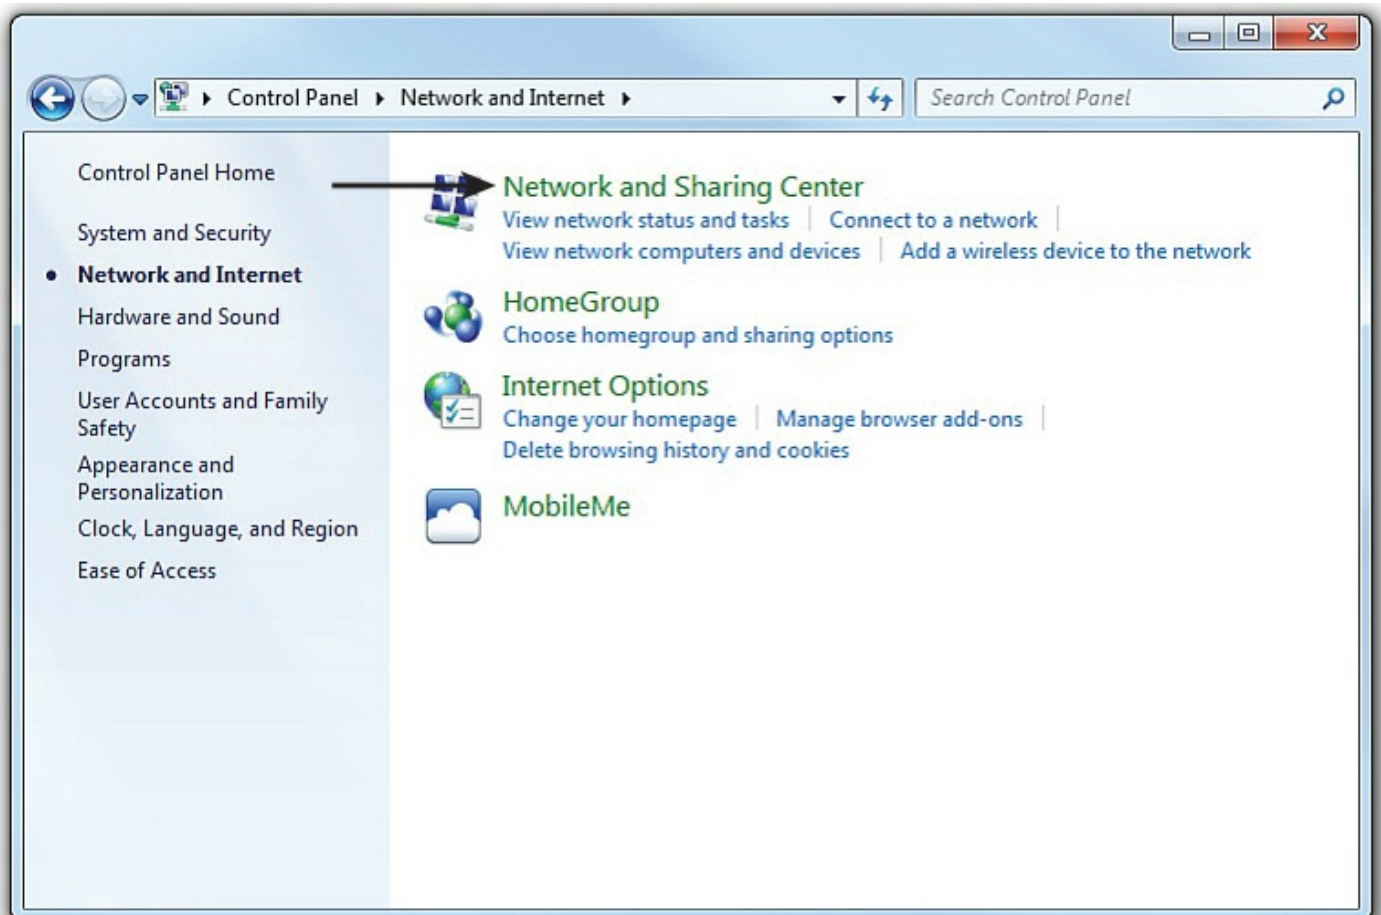 Control Panel Network and Internet
Search Control Panel
Control Panel Home
System and Security
Network and Internet
Hardware and Sound
Programs
User Accounts and Family
Safety
Appearance and
Personalization
Clock, Language, and Region
Ease of Access
Network and Sharing Center
View network status and tasks Connect to a network
View network computers and devices Add a wireless device to the network
HomeGroup
Choose homegroup and sharing options
Internet Options
Change your homepage Manage browser add-ons
Delete browsing history and cookies
MobileMe